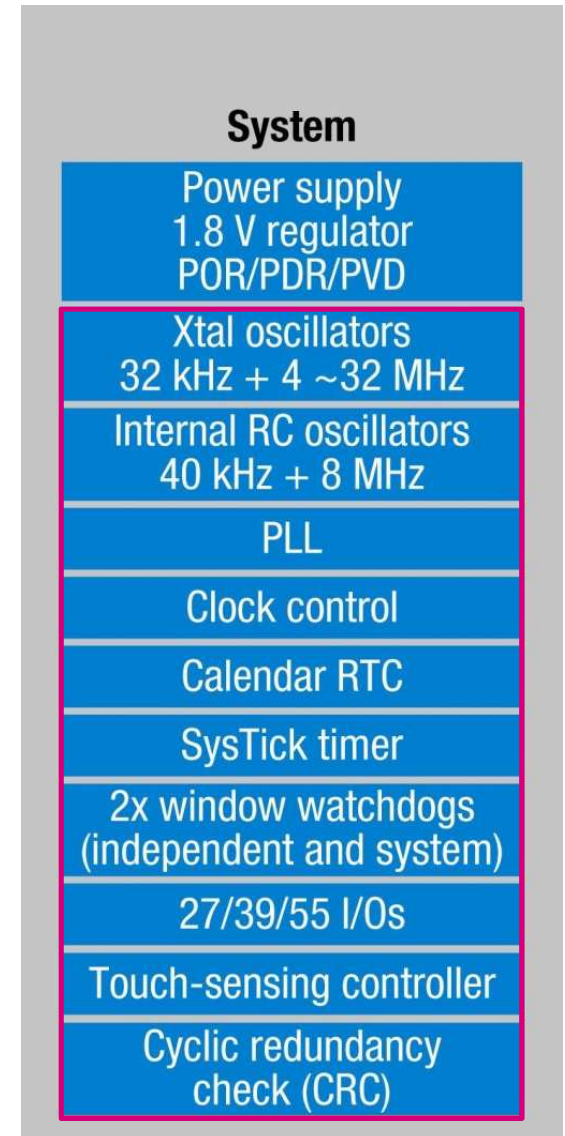 System
Power supply
1.8 V regulator
POR/PDR/PVD
Xtal oscillators
32 kHz + 4 ~32 MHz
Internal RC oscillators
40 kHz + 8 MHz
PLL
Clock control
Calendar RTC
SysTick timer
2x window watchdogs
(independent and system)
27/39/55 I/Os
Touch-sensing controller
Cyclic redundancy
check (CRC)